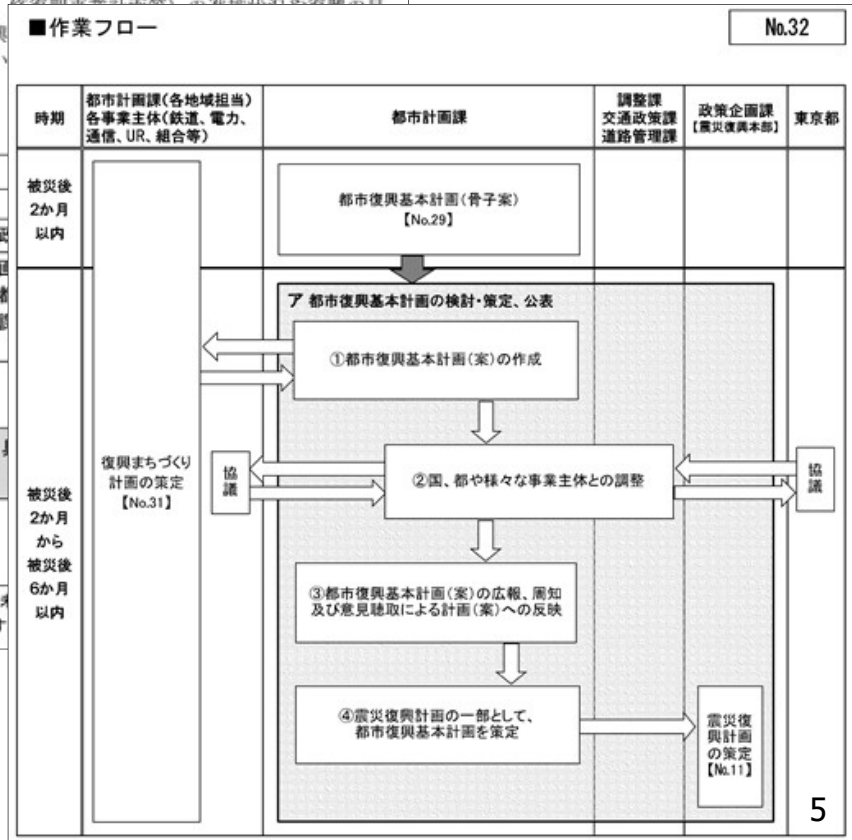 ■作業フロー
No.32
時期
都市計画課(各地域担当)
各事業主体(鉄道、電力、
通信、UR、組合等)
都市計画課
調整課
交通政策課
道路管理課
政策企画課
【震災復興本部】
東京都
被災後
2か月
以内
都市復興基本計画(骨子案)
【No.29】
ア 都市復興基本計画の検討・策定、公表
①都市復興基本計画(案)の作成
被災後
2か月
から
被災後
6か月
以内
復興まちづくり
計画の策定
【No.31】
協
議
②国、都や様々な事業主体との調整
協
議
③都市復興基本計画(案)の広報、周知
及び意見聴取による計画(案)への反映
④震災復興計画の一部として、
都市復興基本計画を策定
震災復
興計画
の策定
【No.11】
5